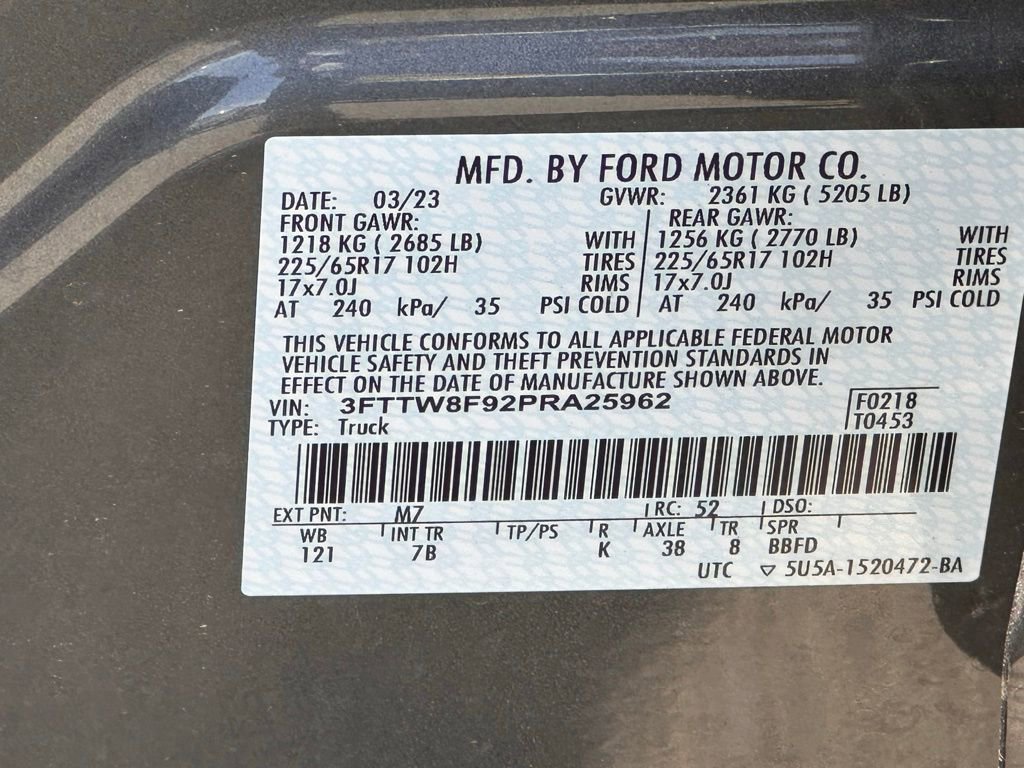 MFD. BY FORD MOTOR CO.
DATE: 03/23 GVWR: 2361 KG ( 5205 LB)
FRONT GAWR: REAR GAWR:
1218 KG ( 2685 LB) WITH 1256 KG ( 2770 LB) WITH
225/65R17 102H TIRES 225/65R17 102H TIRES
17x7.0J RIMS 17x7.0J RIMS
AT 240 kPa/ 35 PSI COLD AT 240 kPa/ 35 PSI COLD
THIS VEHICLE CONFORMS TO ALL APPLICABLE FEDERAL MOTOR
VEHICLE SAFETY AND THEFT PREVENTION STANDARDS IN
EFFECT ON THE DATE OF MANUFACTURE SHOWN ABOVE.
VIN: 3FTTW8F92PRA25962 F0218
TYPE: Truck T0453
EXT PNT: M7 RC: 52 DSO:
WB INT TR TP/PS R AXLE TR SPR
121 7B K 38 8 BBFD
UTC ▽ 5U5A-1520472-BA